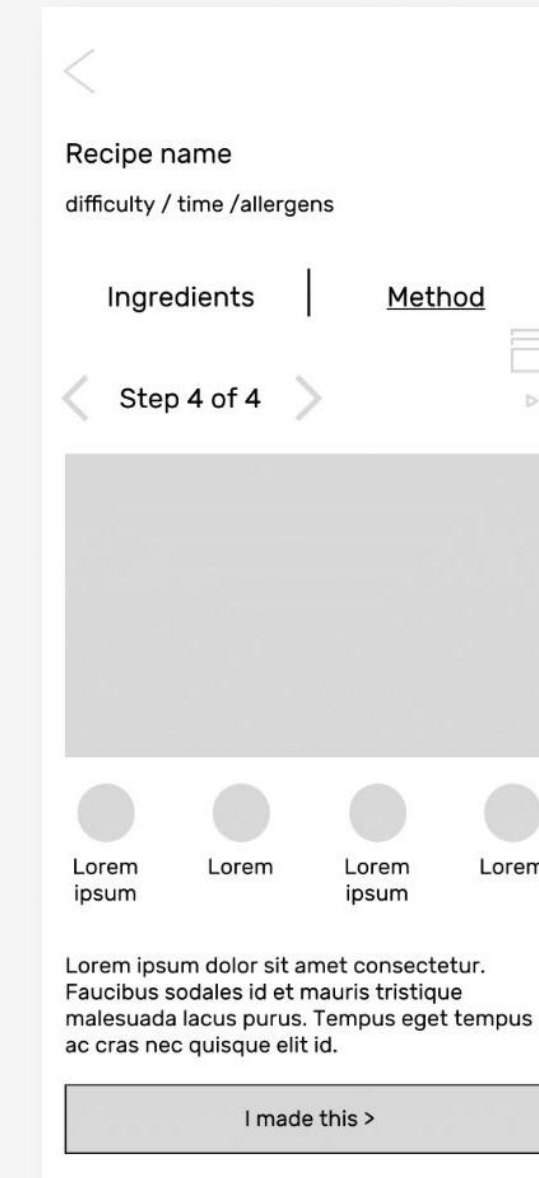 Recipe name
difficulty / time /allergens
Ingredients
Method
Step 4 of 4
Lorem
ipsum
Lorem
Lorem
ipsum
Lorem
Lorem ipsum dolor sit amet consectetur.
Faucibus sodales id et mauris tristique
malesuada lacus purus. Tempus eget tempus
ac cras nec quisque elit id.
I made this >